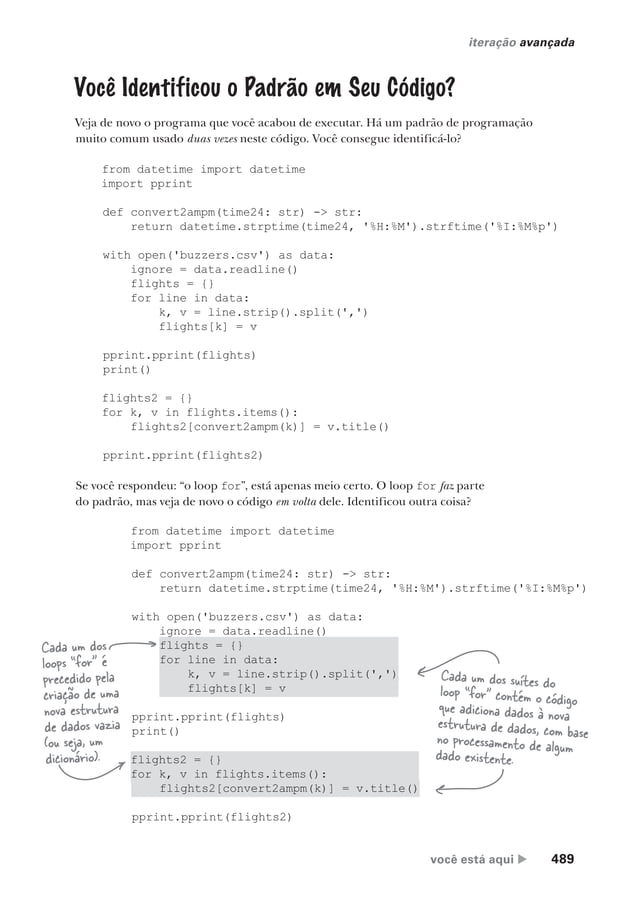 iteração avançada
Você Identificou o Padrão em Seu Código?
Veja de novo o programa que você acabou de executar. Há um padrão de programação
muito comum usado duas vezes neste código. Você consegue identificá-lo?
from datetime import datetime
import pprint
def convert2ampm(time24: str) -> str:
    return datetime.strptime(time24, '%H:%M').strftime('%I:%M%p')
with open('buzzers.csv') as data:
    ignore = data.readline()
    flights = {}
    for line in data:
        k, v = line.strip().split(',')
        flights[k] = v
pprint.pprint(flights)
print()
flights2 = {}
for k, v in flights.items():
    flights2[convert2ampm(k)] = v.title()
pprint.pprint(flights2)
Se você respondeu: “o loop for”, está apenas meio certo. O loop for faz parte
do padrão, mas veja de novo o código em volta dele. Identificou outra coisa?
from datetime import datetime
import pprint
def convert2ampm(time24: str) -> str:
    return datetime.strptime(time24, '%H:%M').strftime('%I:%M%p')
with open('buzzers.csv') as data:
    ignore = data.readline()
    flights = {}
    for line in data:
        k, v = line.strip().split(',')
        flights[k] = v
pprint.pprint(flights)
print()
flights2 = {}
for k, v in flights.items():
    flights2[convert2ampm(k)] = v.title()
pprint.pprint(flights2)
Cada um dos
loops “for” é
precedido pela
criação de uma
nova estrutura
de dados vazia
(ou seja, um
dicionário).
Cada um dos suítes do
loop “for” contém o código
que adiciona dados à nova
estrutura de dados, com base
no processamento de algum
dado existente.
você está aqui ▶ 489